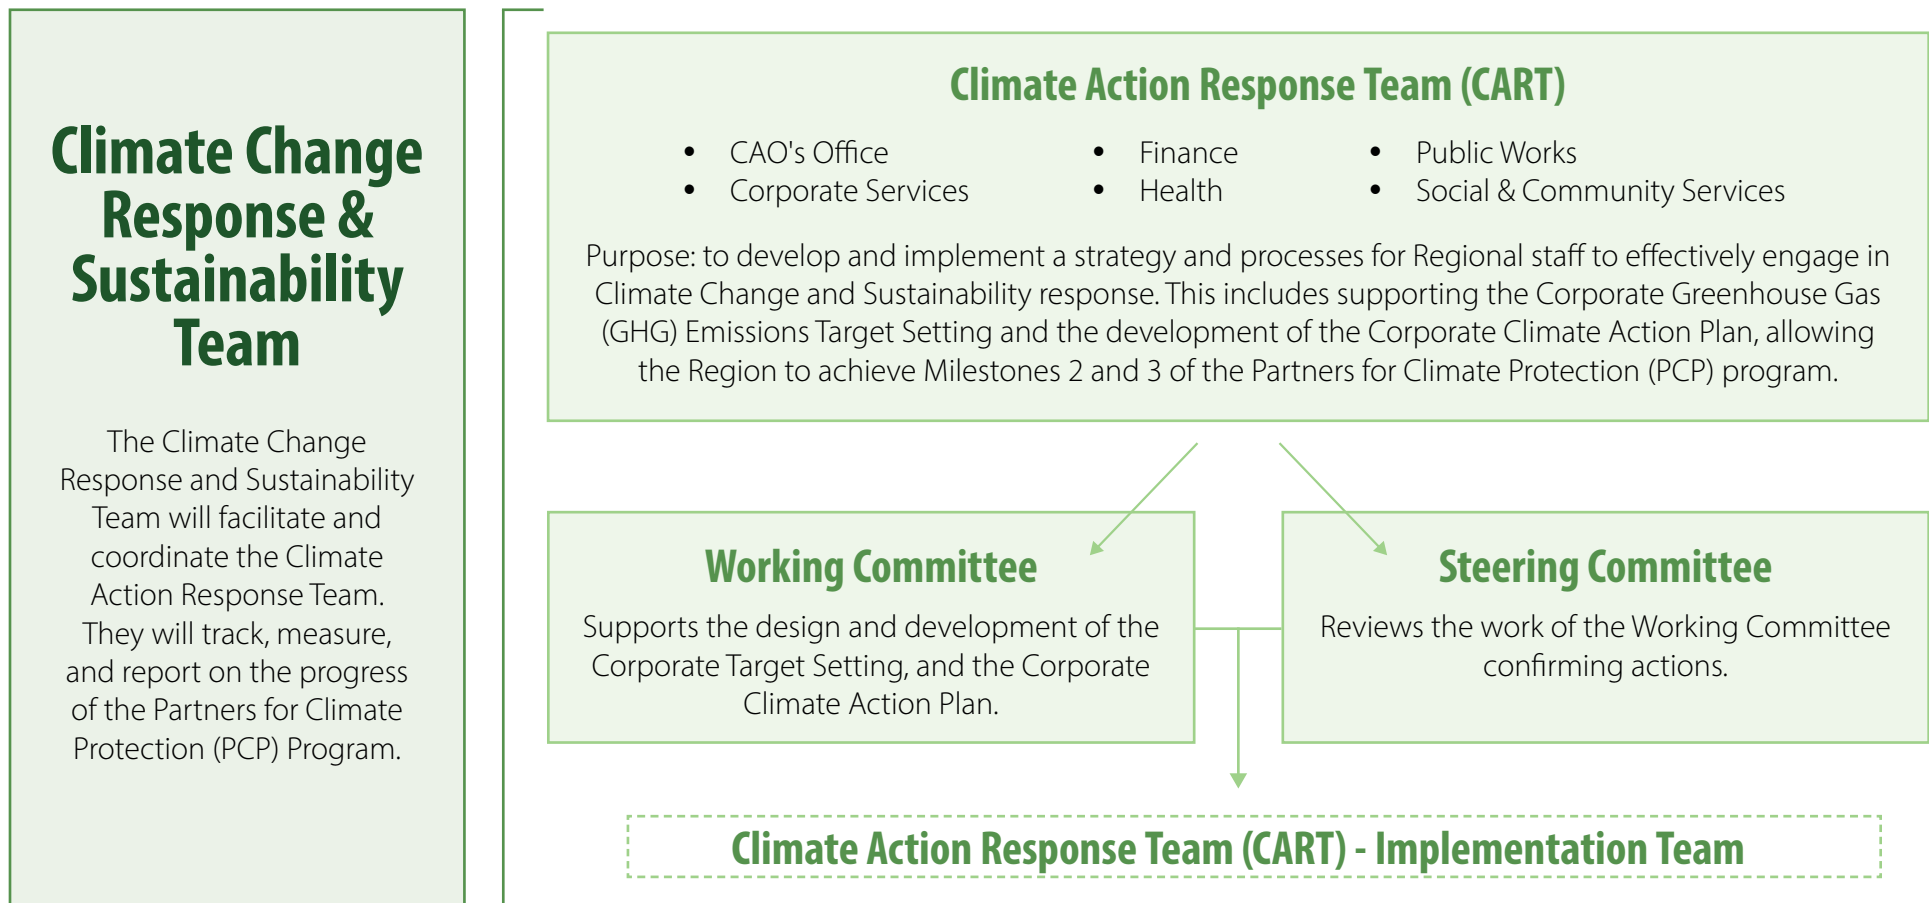 Climate Change
Response &
Sustainability
Team
The Climate Change
Response and Sustainability
Team will facilitate and
coordinate the Climate
Action Response Team.
They will track, measure,
and report on the progress
of the Partners for Climate
Protection (PCP) Program.
Climate Action Response Team (CART)
• CAO's Office
• Corporate Services
• Finance
• Health
• Public Works
• Social & Community Services
Purpose: to develop and implement a strategy and processes for Regional staff to effectively engage in
Climate Change and Sustainability response. This includes supporting the Corporate Greenhouse Gas
(GHG) Emissions Target Setting and the development of the Corporate Climate Action Plan, allowing
the Region to achieve Milestones 2 and 3 of the Partners for Climate Protection (PCP) program.
Working Committee
Supports the design and development of the
Corporate Target Setting, and the Corporate
Climate Action Plan.
Steering Committee
Reviews the work of the Working Committee
confirming actions.
Climate Action Response Team (CART) - Implementation Team